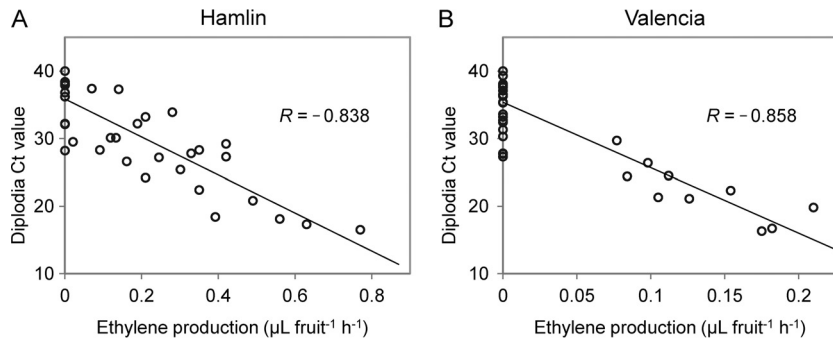 A
Hamlin
Diplodia Ct value
40
30
20
10
R = −0.838
0
0.2
0.4
0.6
0.8
Ethylene production (µL fruit⁻¹ h⁻¹)
B
Valencia
Diplodia Ct value
40
30
20
10
R = −0.858
0
0.05
0.1
0.15
0.2
Ethylene production (µL fruit⁻¹ h⁻¹)